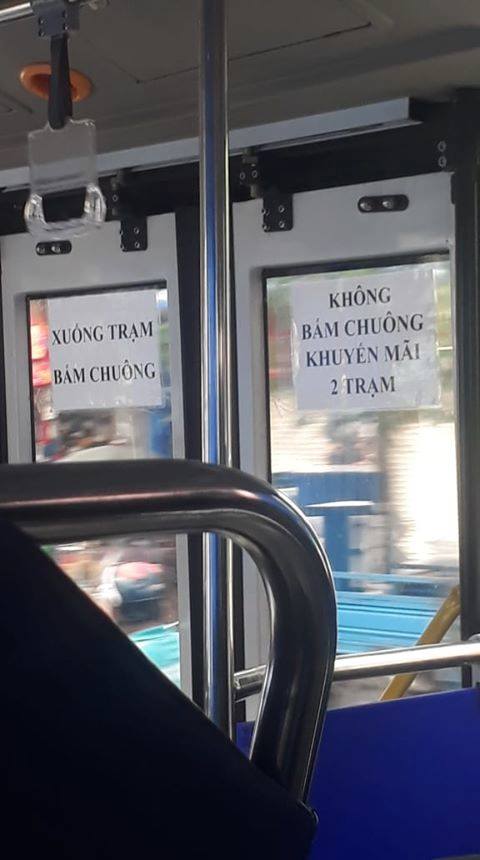 XUỐNG TRẠM
BẤM CHUÔNG
KHÔNG
BẤM CHUÔNG
KHUYẾN MÃI
2 TRẠM